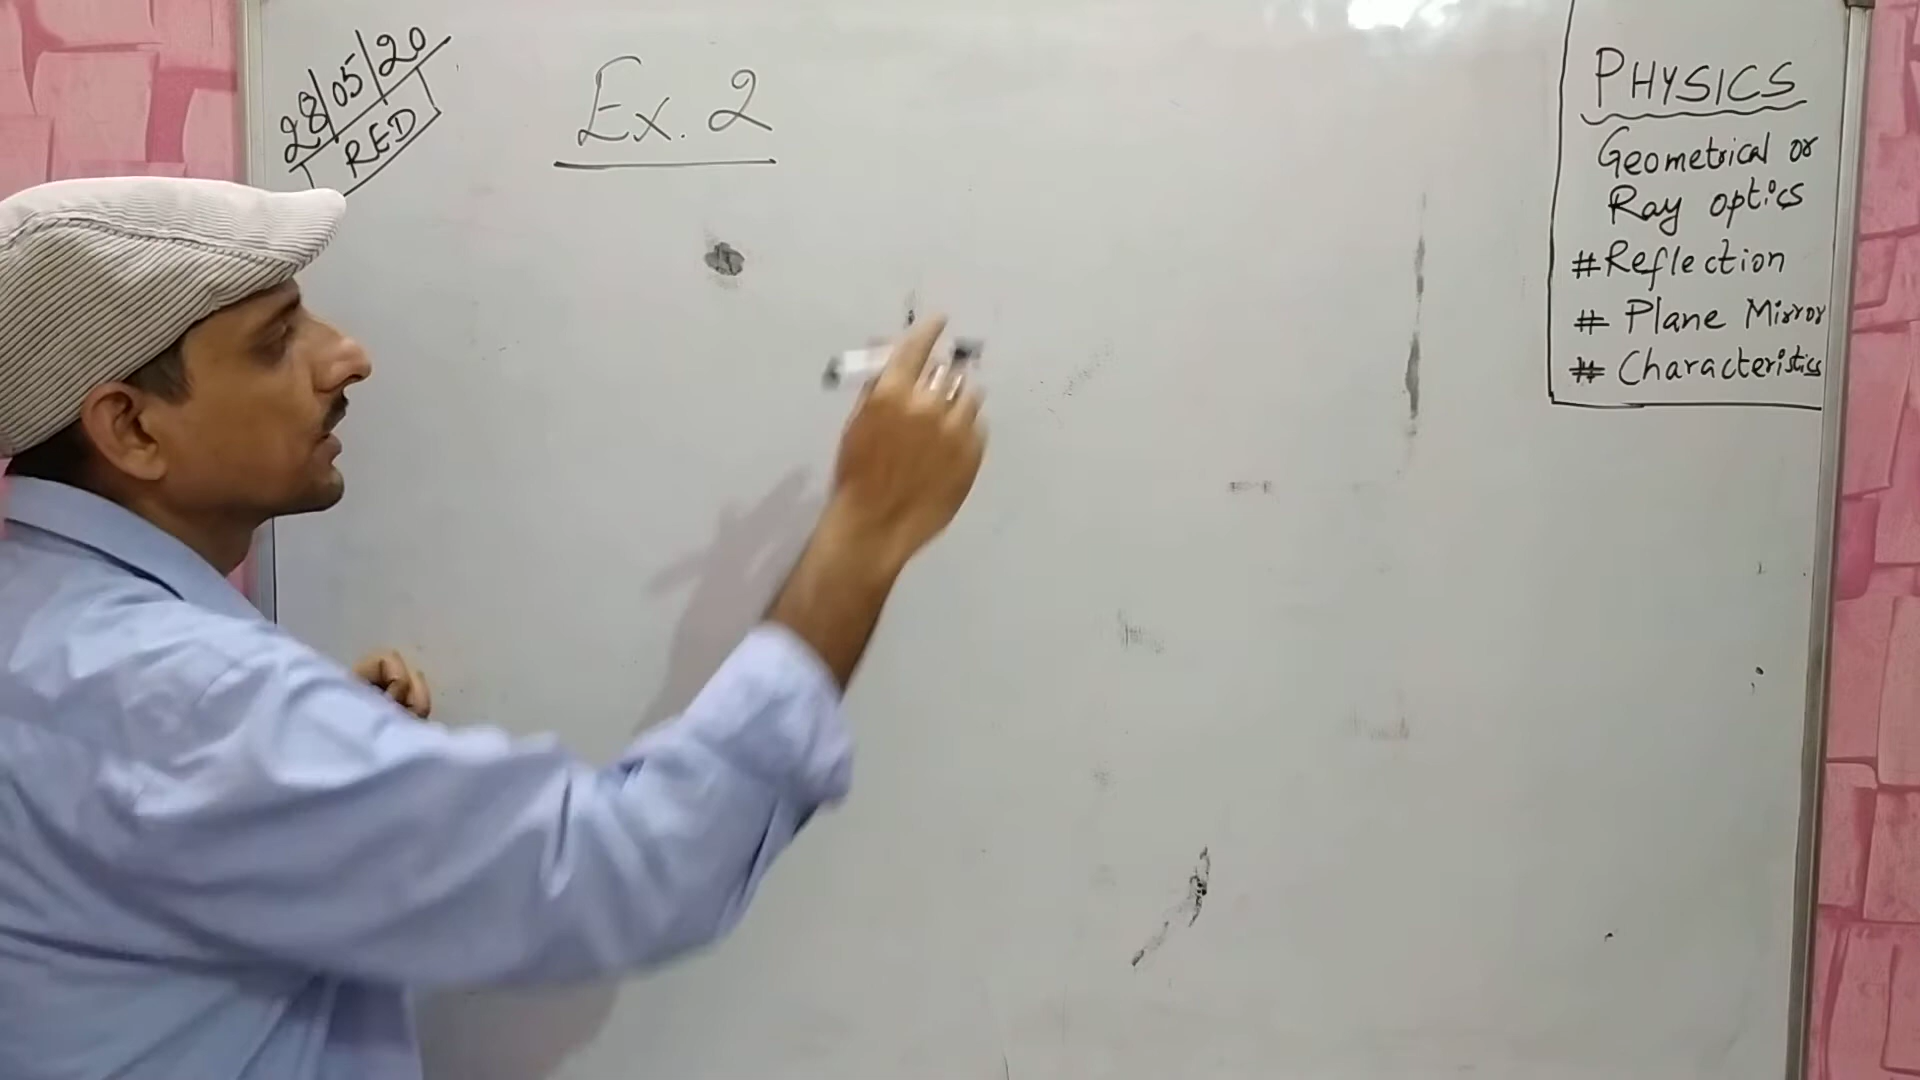 28/05/20
RED
Ex. 2
PHYSICS
Geometrical or
Ray optics
# Reflection
# Plane Mirror
# Characteristics